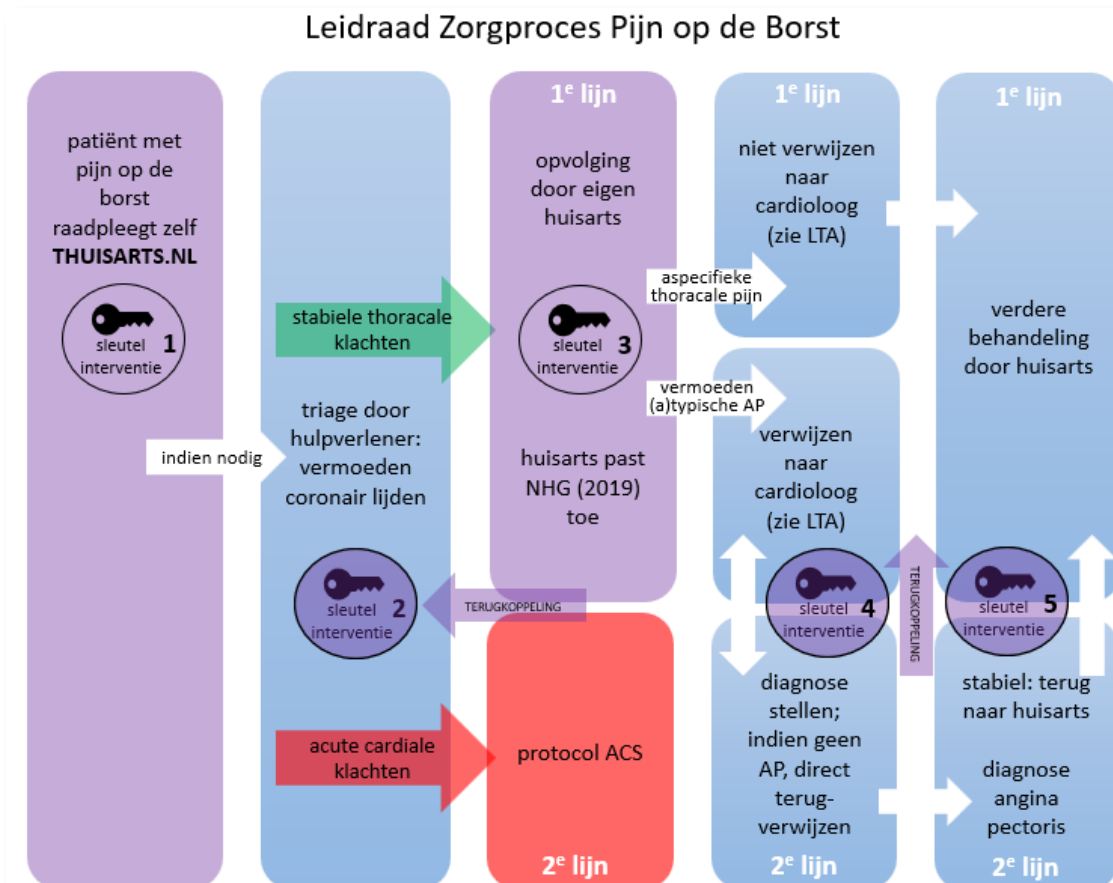 Leidraad Zorgproces Pijn op de Borst
patiënt met
pijn op de
borst
raadpleegt zelf
THUISARTS.NL
sleutel 1
interventie
indien nodig
stabiele thoracale
klachten
triage door
hulpverlener:
vermoeden
coronair lijden
sleutel 2
interventie
acute cardiale
klachten
1e lijn
opvolging
door eigen
huisarts
sleutel 3
interventie
huisarts past
NHG (2019)
toe
TERUGKOPPELING
protocol ACS
2e lijn
aspecifieke
thoracale pijn
vermoeden
(a)typische AP
1e lijn
niet verwijzen
naar
cardioloog
(zie LTA)
verwijzen
naar
cardioloog
(zie LTA)
sleutel 4
interventie
diagnose
stellen;
indien geen
AP, direct
terug-
verwijzen
2e lijn
TERUGKOPPELING
1e lijn
verdere
behandeling
door huisarts
sleutel 5
interventie
stabiel: terug
naar huisarts
diagnose
angina
pectoris
2e lijn